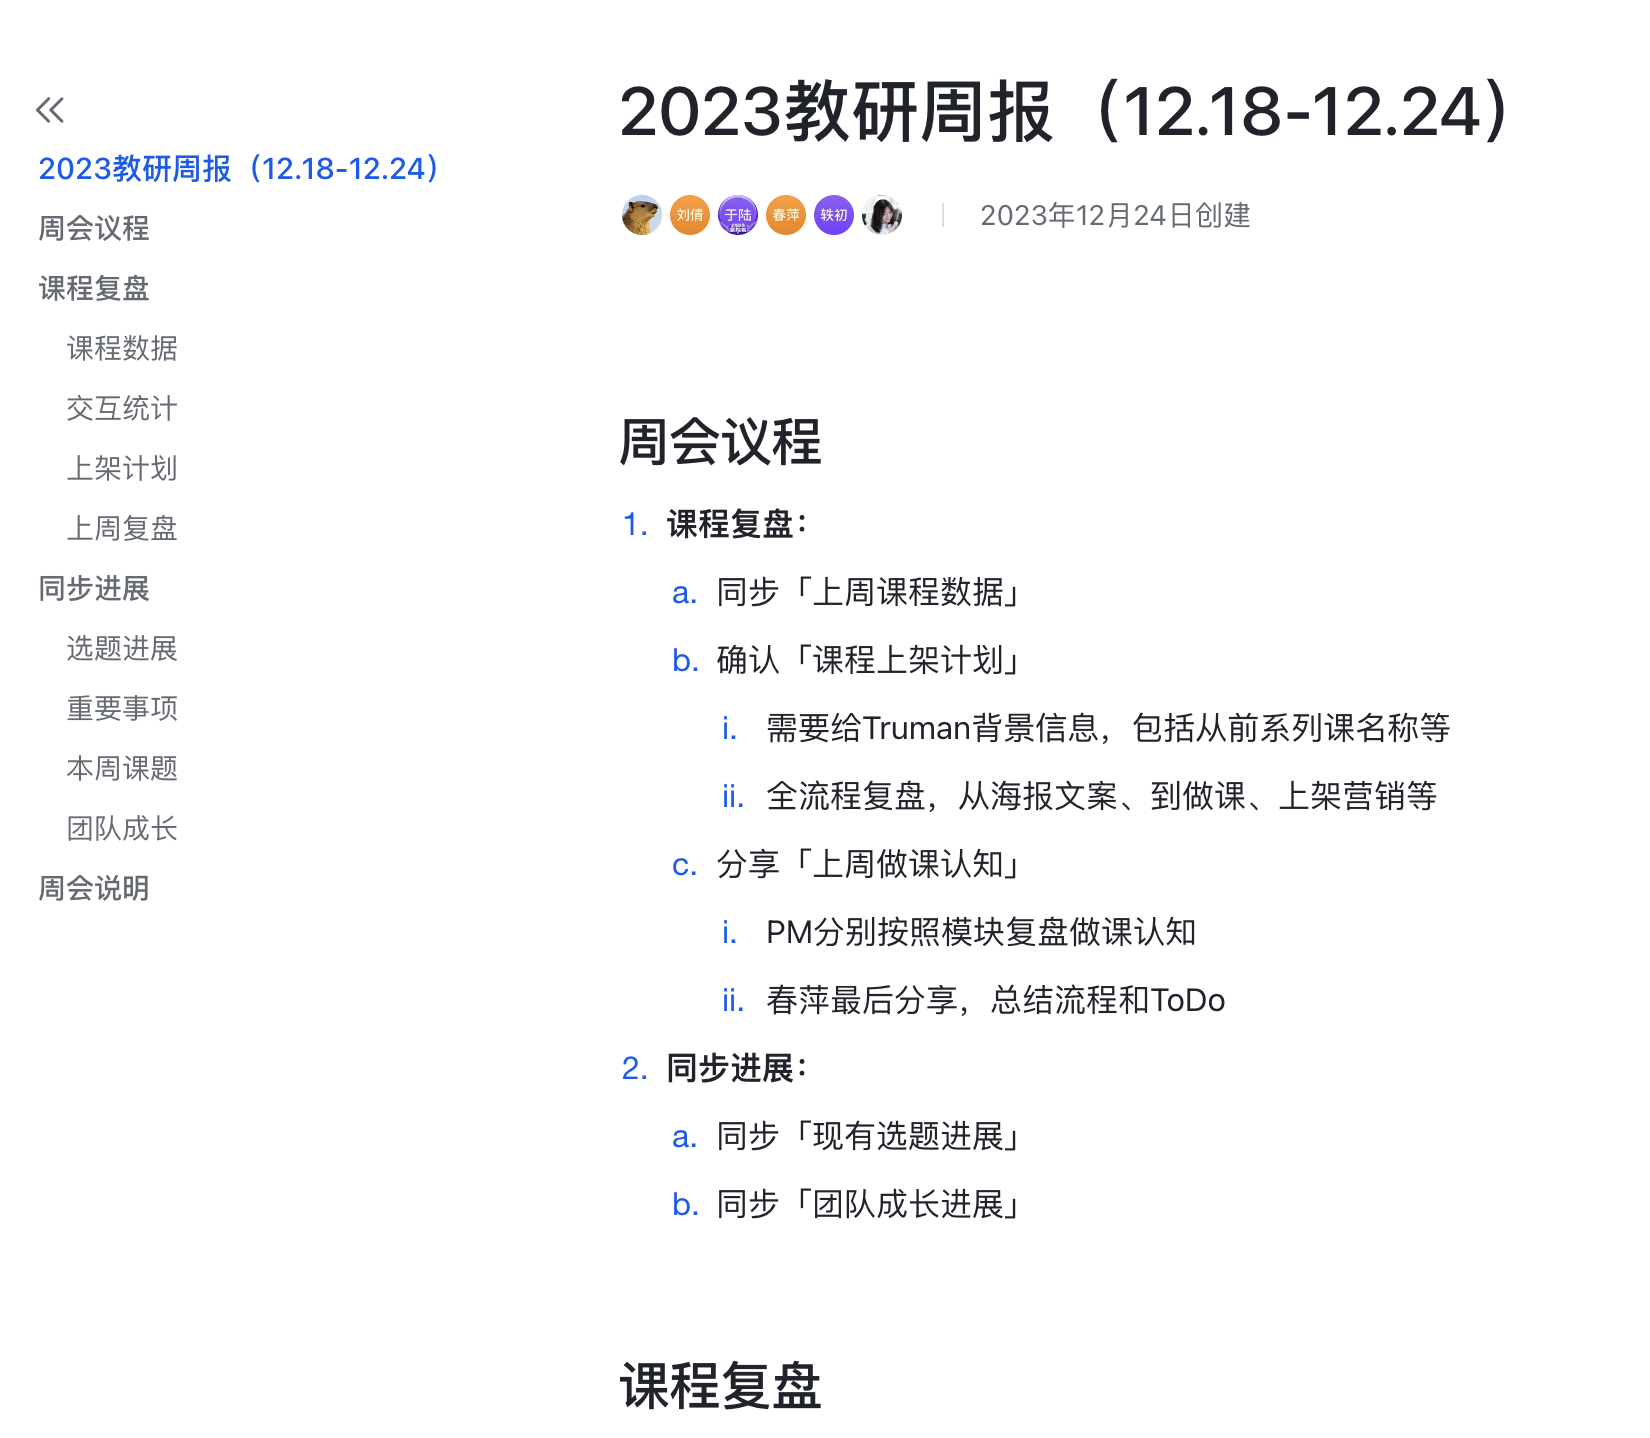 2023教研周报（12.18-12.24）
周会议程
课程复盘
课程数据
交互统计
上架计划
上周复盘
同步进展
选题进展
重要事项
本周课题
团队成长
周会说明
2023教研周报（12.18-12.24）
刘倩 于陆 春萍 轶初 2023年12月24日创建
周会议程
1. 课程复盘：
a. 同步「上周课程数据」
b. 确认「课程上架计划」
i. 需要给Truman背景信息，包括从前系列课名称等
ii. 全流程复盘，从海报文案、到做课、上架营销等
c. 分享「上周做课认知」
i. PM分别按照模块复盘做课认知
ii. 春萍最后分享，总结流程和ToDo
2. 同步进展：
a. 同步「现有选题进展」
b. 同步「团队成长进展」
课程复盘